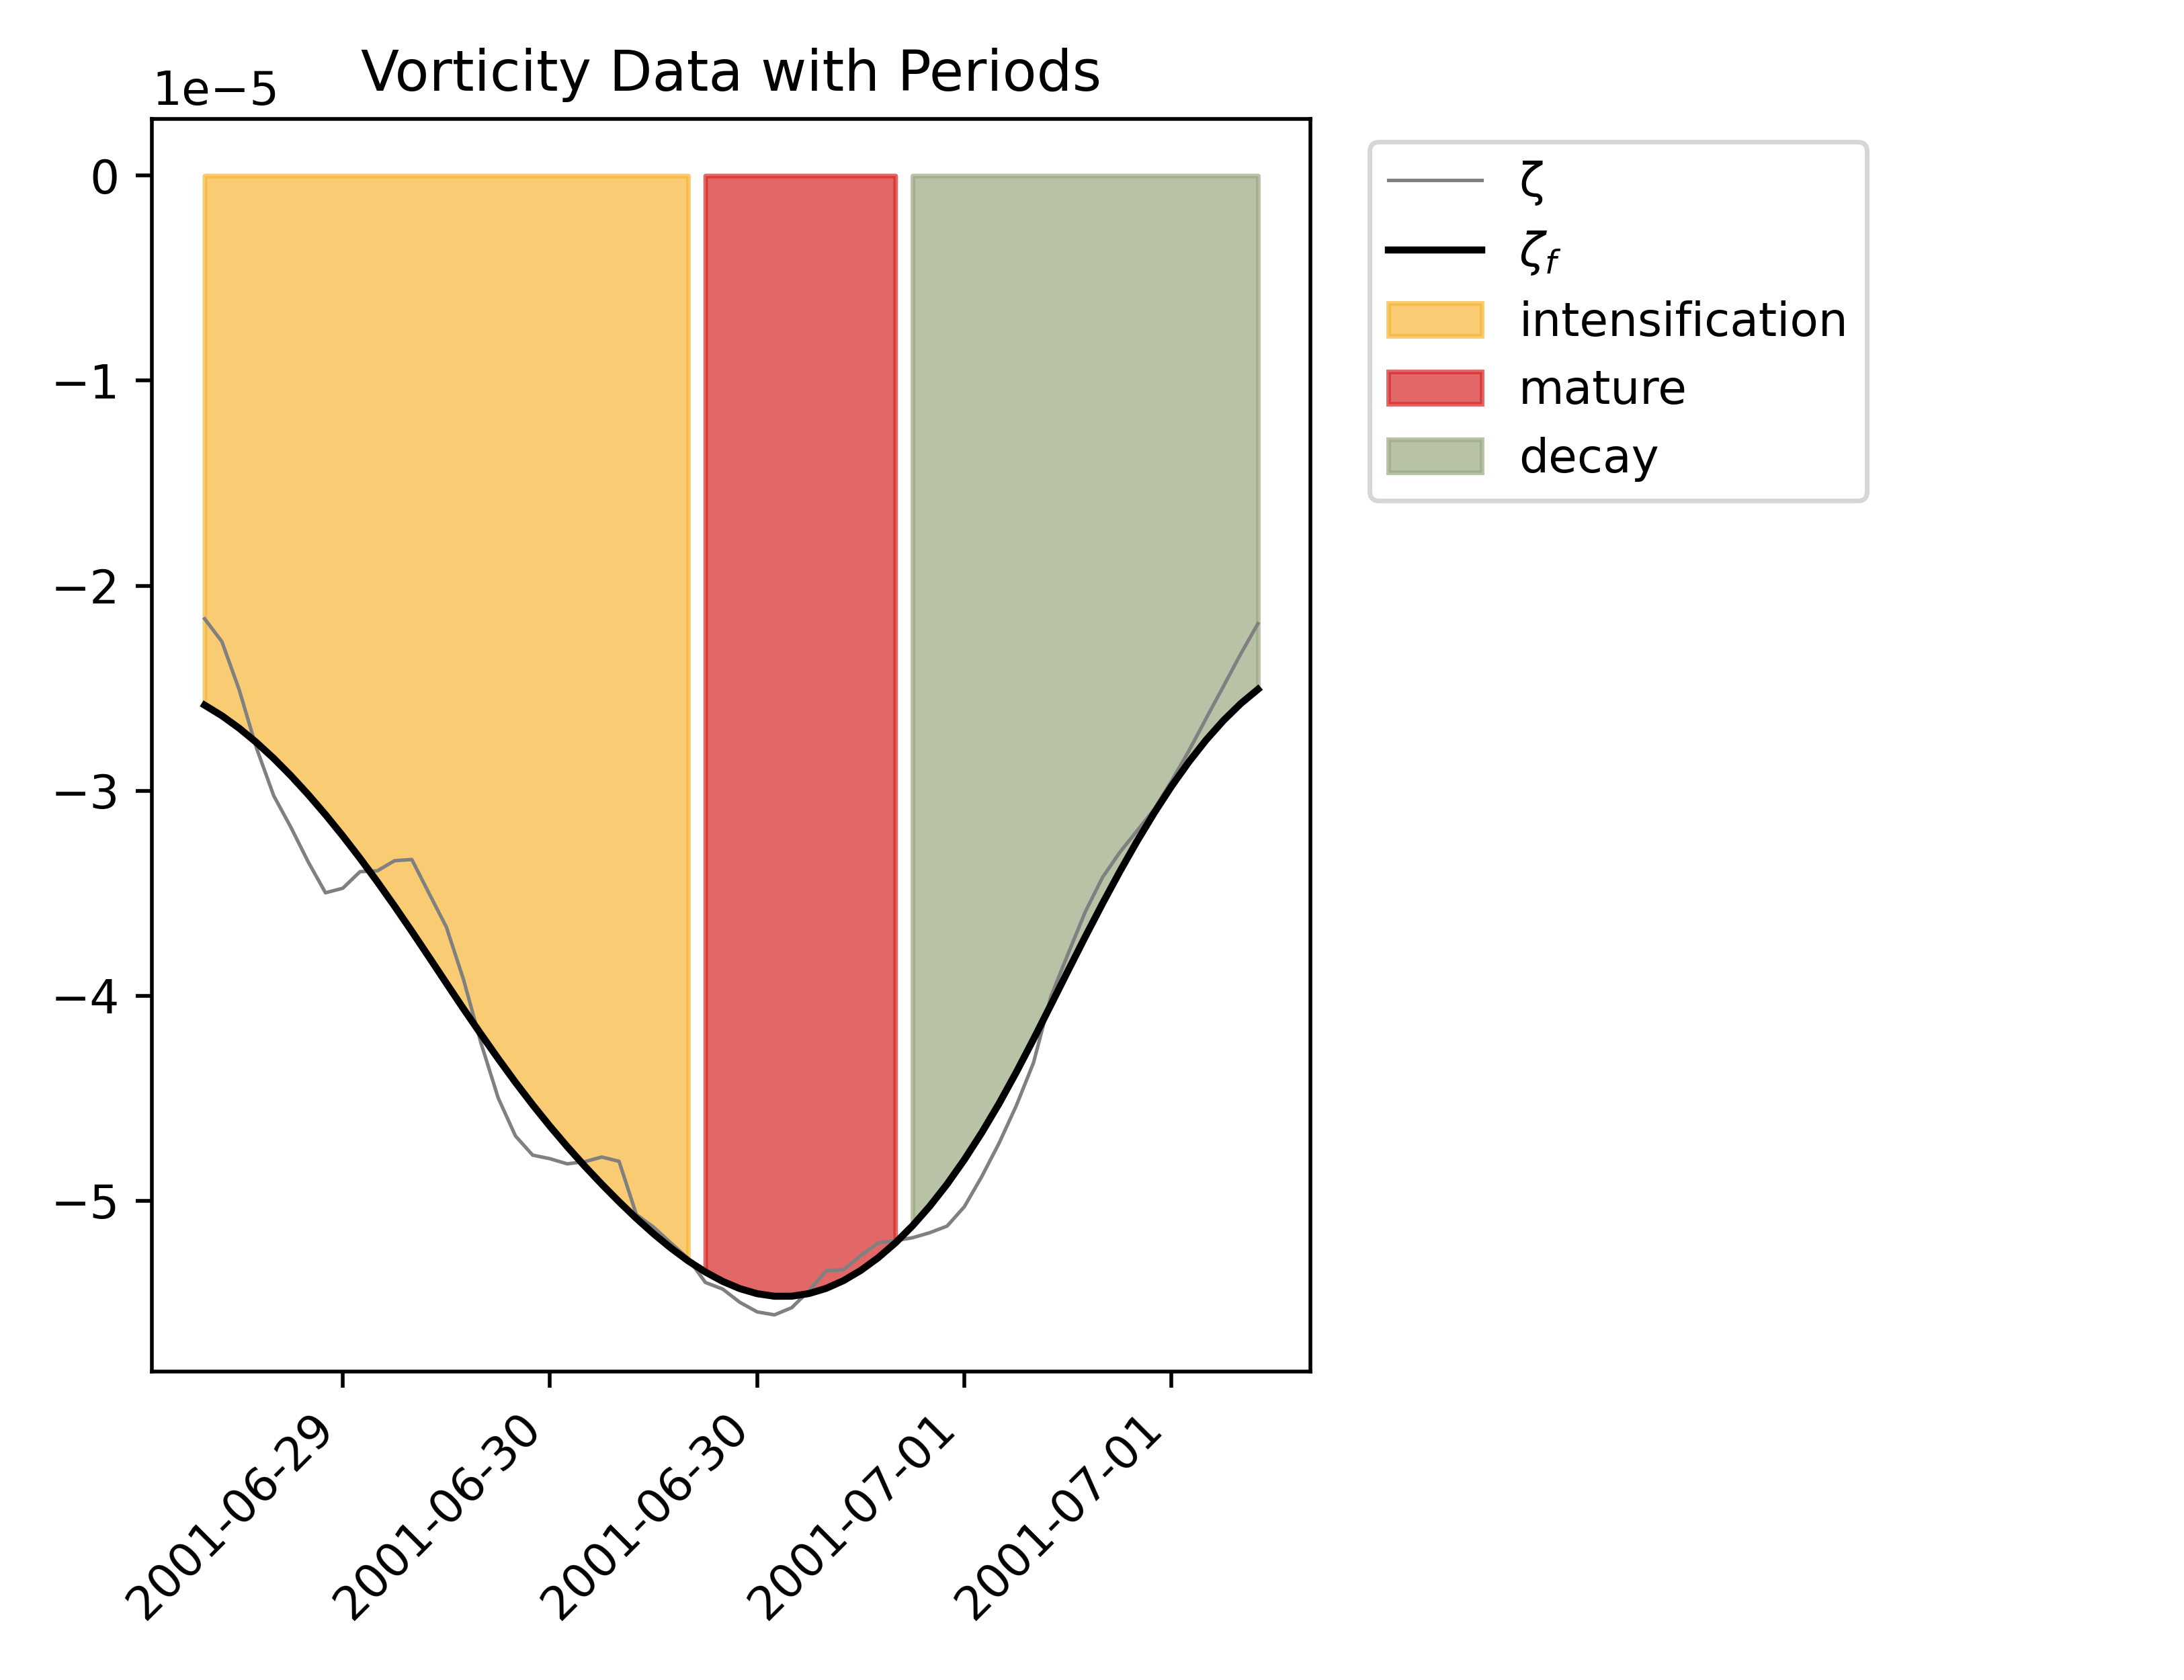 Vorticity Data with Periods
1e−5
0
−1
−2
−3
−4
−5
2001-06-29
2001-06-30
2001-06-30
2001-07-01
2001-07-01
ζ
ζf
intensification
mature
decay